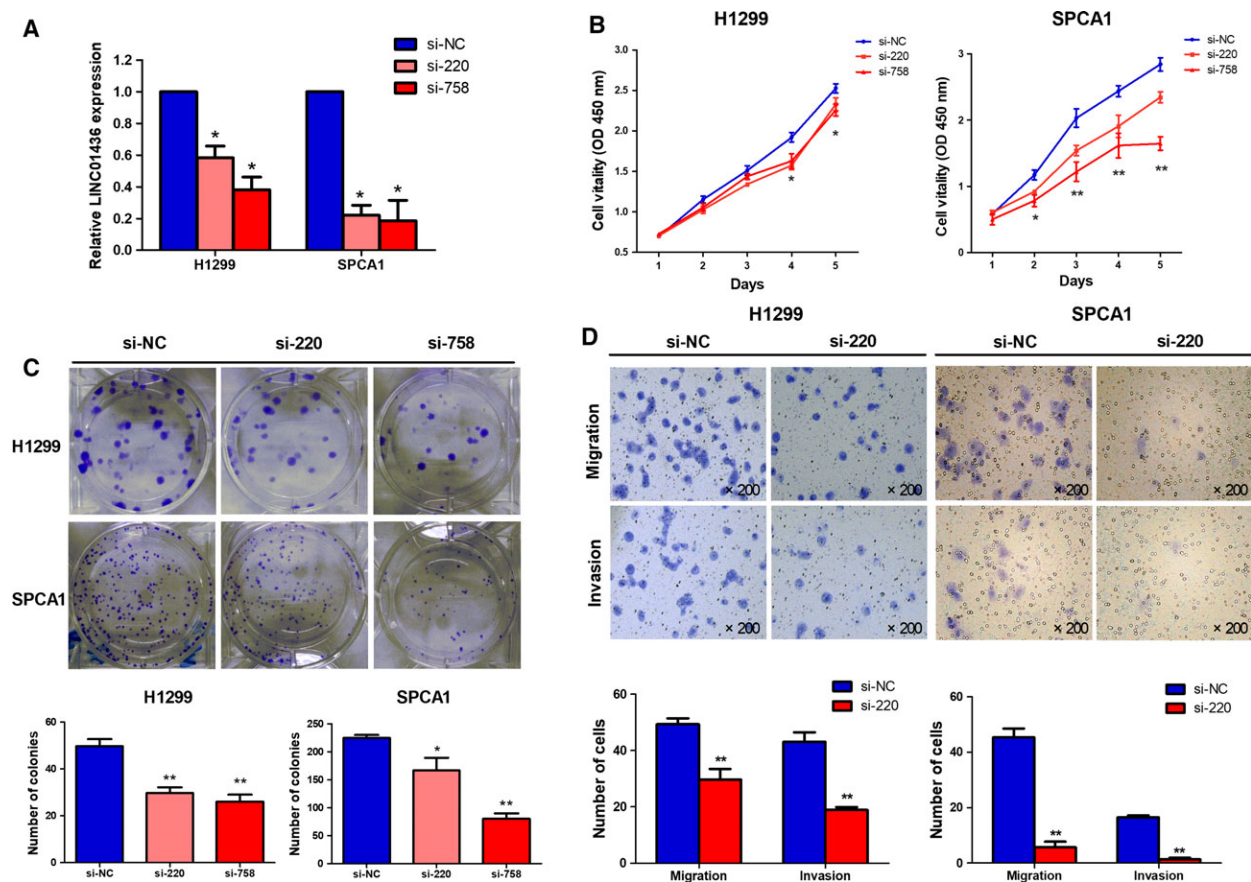 A
si-NC
si-220
si-758
Relative LINC01436 expression
1.2
1.0
0.8
0.6
0.4
0.2
0.0
*
*
*
*
H1299
SPCA1
B
H1299
si-NC
si-220
si-758
Cell vitality (OD 450 nm)
3.0
2.5
2.0
1.5
1.0
0.5
*
*
1
2
3
4
5
Days
SPCA1
si-NC
si-220
si-758
Cell vitality (OD 450 nm)
3
2
1
0
*
**
**
**
1
2
3
4
5
Days
C
si-NC
si-220
si-758
H1299
SPCA1
H1299
Number of colonies
60
40
20
0
**
**
si-NC
si-220
si-758
SPCA1
Number of colonies
250
200
150
100
50
0
*
**
si-NC
si-220
si-758
D
H1299
SPCA1
si-NC
si-220
si-NC
si-220
Migration
× 200
× 200
× 200
× 200
Invasion
× 200
× 200
× 200
× 200
si-NC
si-220
Number of cells
60
40
20
0
**
**
Migration
Invasion
si-NC
si-220
Number of cells
60
40
20
0
**
**
Migration
Invasion